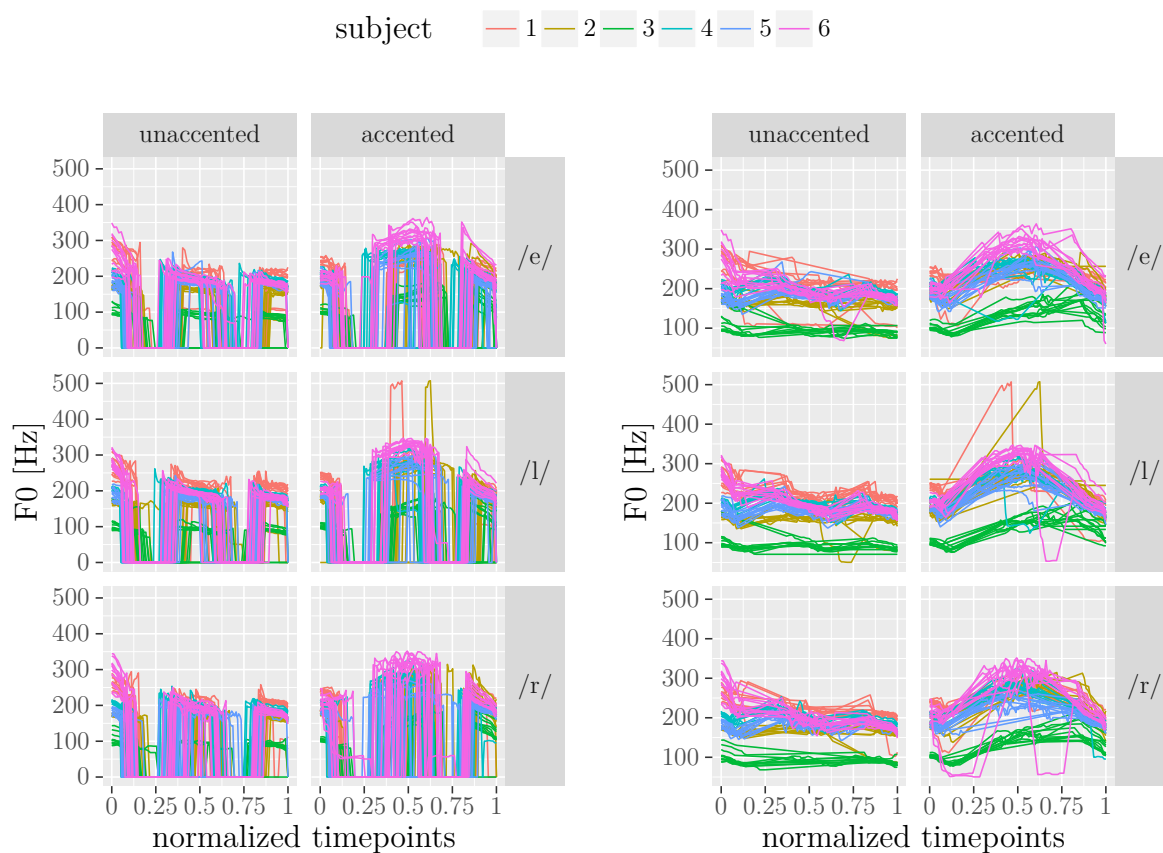 subject 1 2 3 4 5 6
unaccented accented unaccented accented
500 500
400 400
300 300
200 /e/ 200 /e/
100 100
0
500 500
400 400
300 300
200 /l/ 200 /l/
100 100
0
F0 [Hz] F0 [Hz]
500 500
400 400
300 300
200 /r/ 200 /r/
100 100
0
0 0.25 0.5 0.75 1 0 0.25 0.5 0.75 1 0 0.25 0.5 0.75 1 0 0.25 0.5 0.75 1
normalized timepoints normalized timepoints